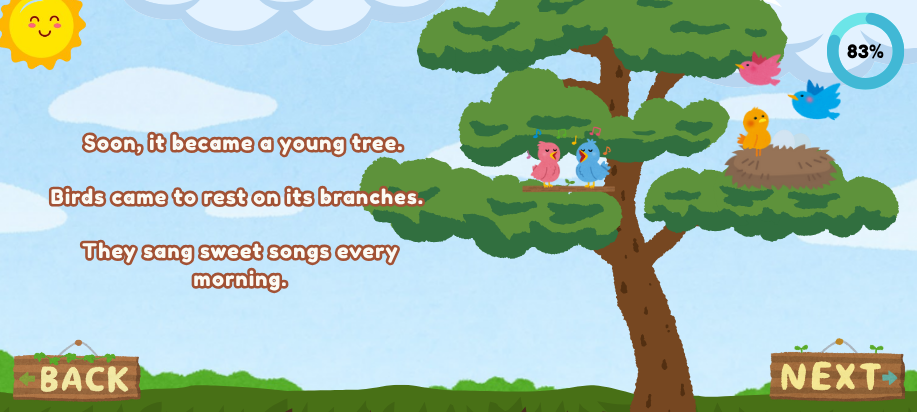 83%
Soon, it became a young tree.
Birds came to rest on its branches.
They sang sweet songs every
morning.
BACK
NEXT